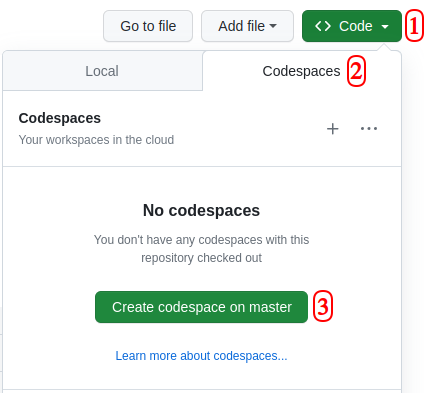 Go to file Add file Code 1
Local Codespaces 2
Codespaces
Your workspaces in the cloud
No codespaces
You don't have any codespaces with this
repository checked out
Create codespace on master 3
Learn more about codespaces...